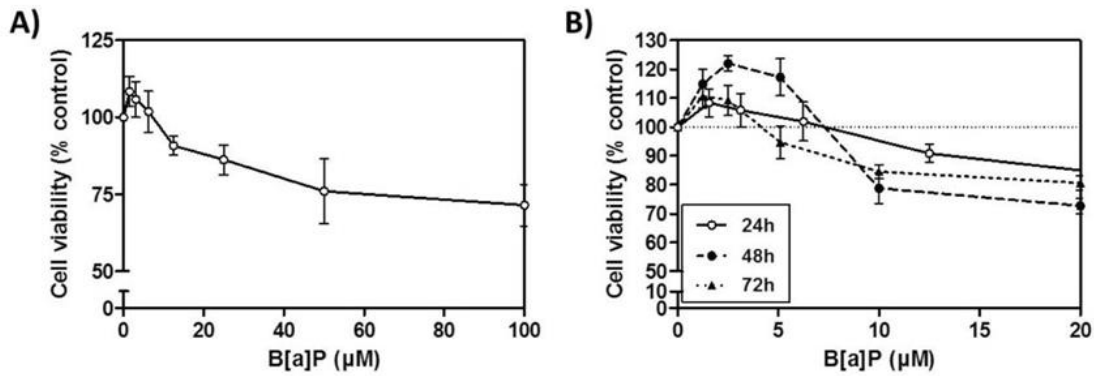 A)
Cell viability (% control)
125
100
75
50
0
0 20 40 60 80 100
B[a]P (µM)
B)
Cell viability (% control)
130
120
110
100
90
80
70
60
50
10
0
24h
48h
72h
0 5 10 15 20
B[a]P (µM)